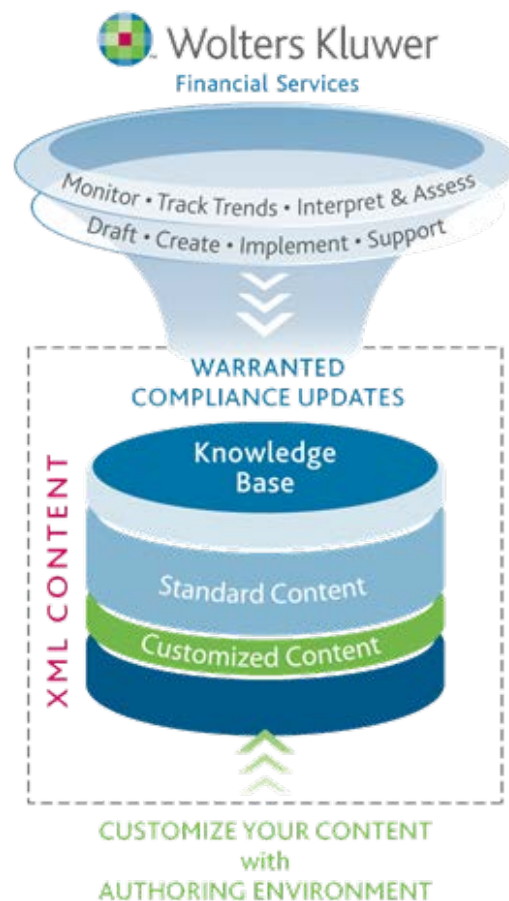 Wolters Kluwer
Financial Services
Monitor • Track Trends • Interpret & Assess
Draft • Create • Implement • Support
WARRANTED
COMPLIANCE UPDATES
XML CONTENT
Knowledge
Base
Standard Content
Customized Content
CUSTOMIZE YOUR CONTENT
with
AUTHORING ENVIRONMENT